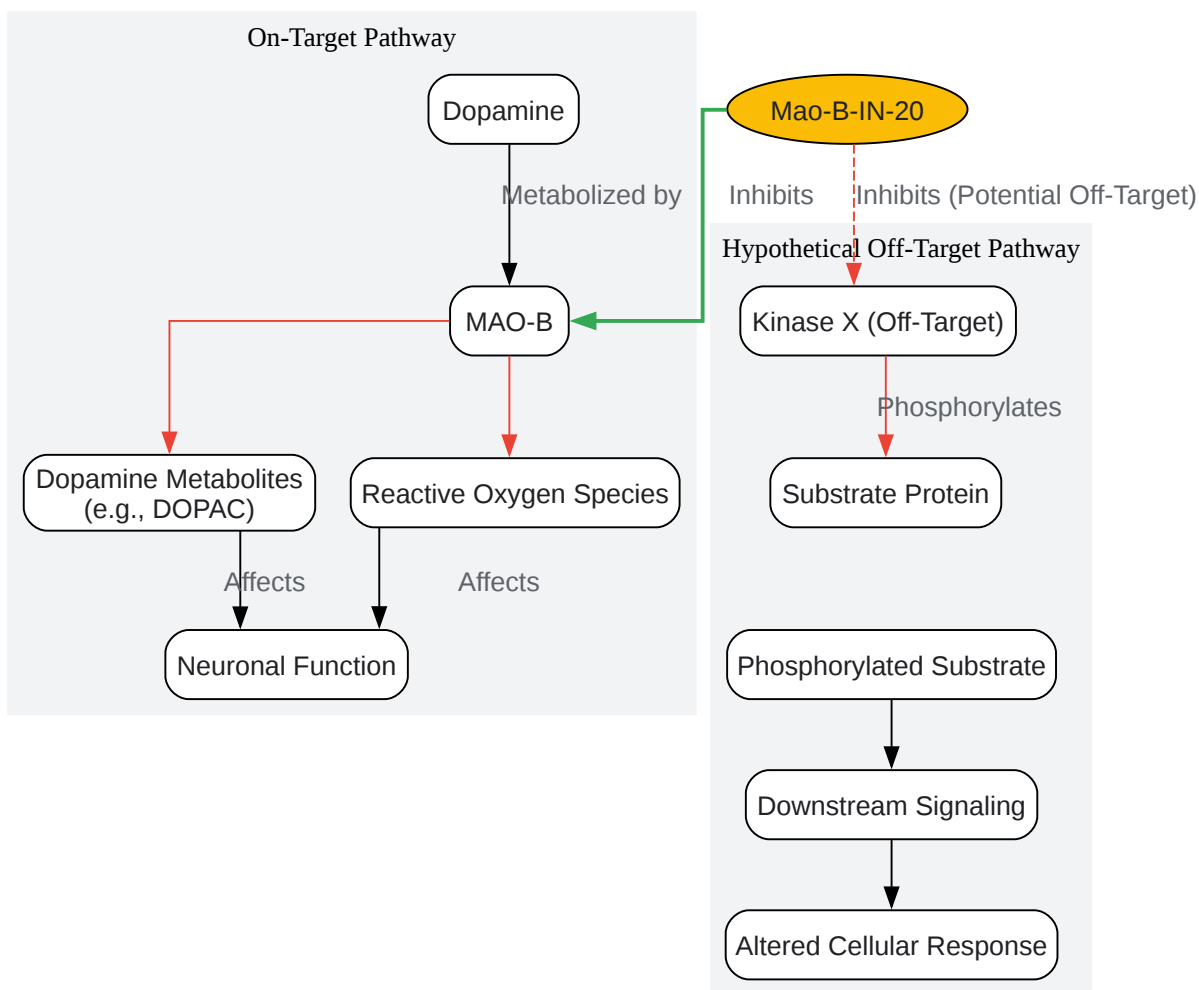 On-Target Pathway
Dopamine
Mao-B-IN-20
Metabolized by
Inhibits
Inhibits (Potential Off-Target)
Hypothetical Off-Target Pathway
MAO-B
Kinase X (Off-Target)
Phosphorylates
Dopamine Metabolites
(e.g., DOPAC)
Reactive Oxygen Species
Substrate Protein
Affects
Affects
Neuronal Function
Phosphorylated Substrate
Downstream Signaling
Altered Cellular Response